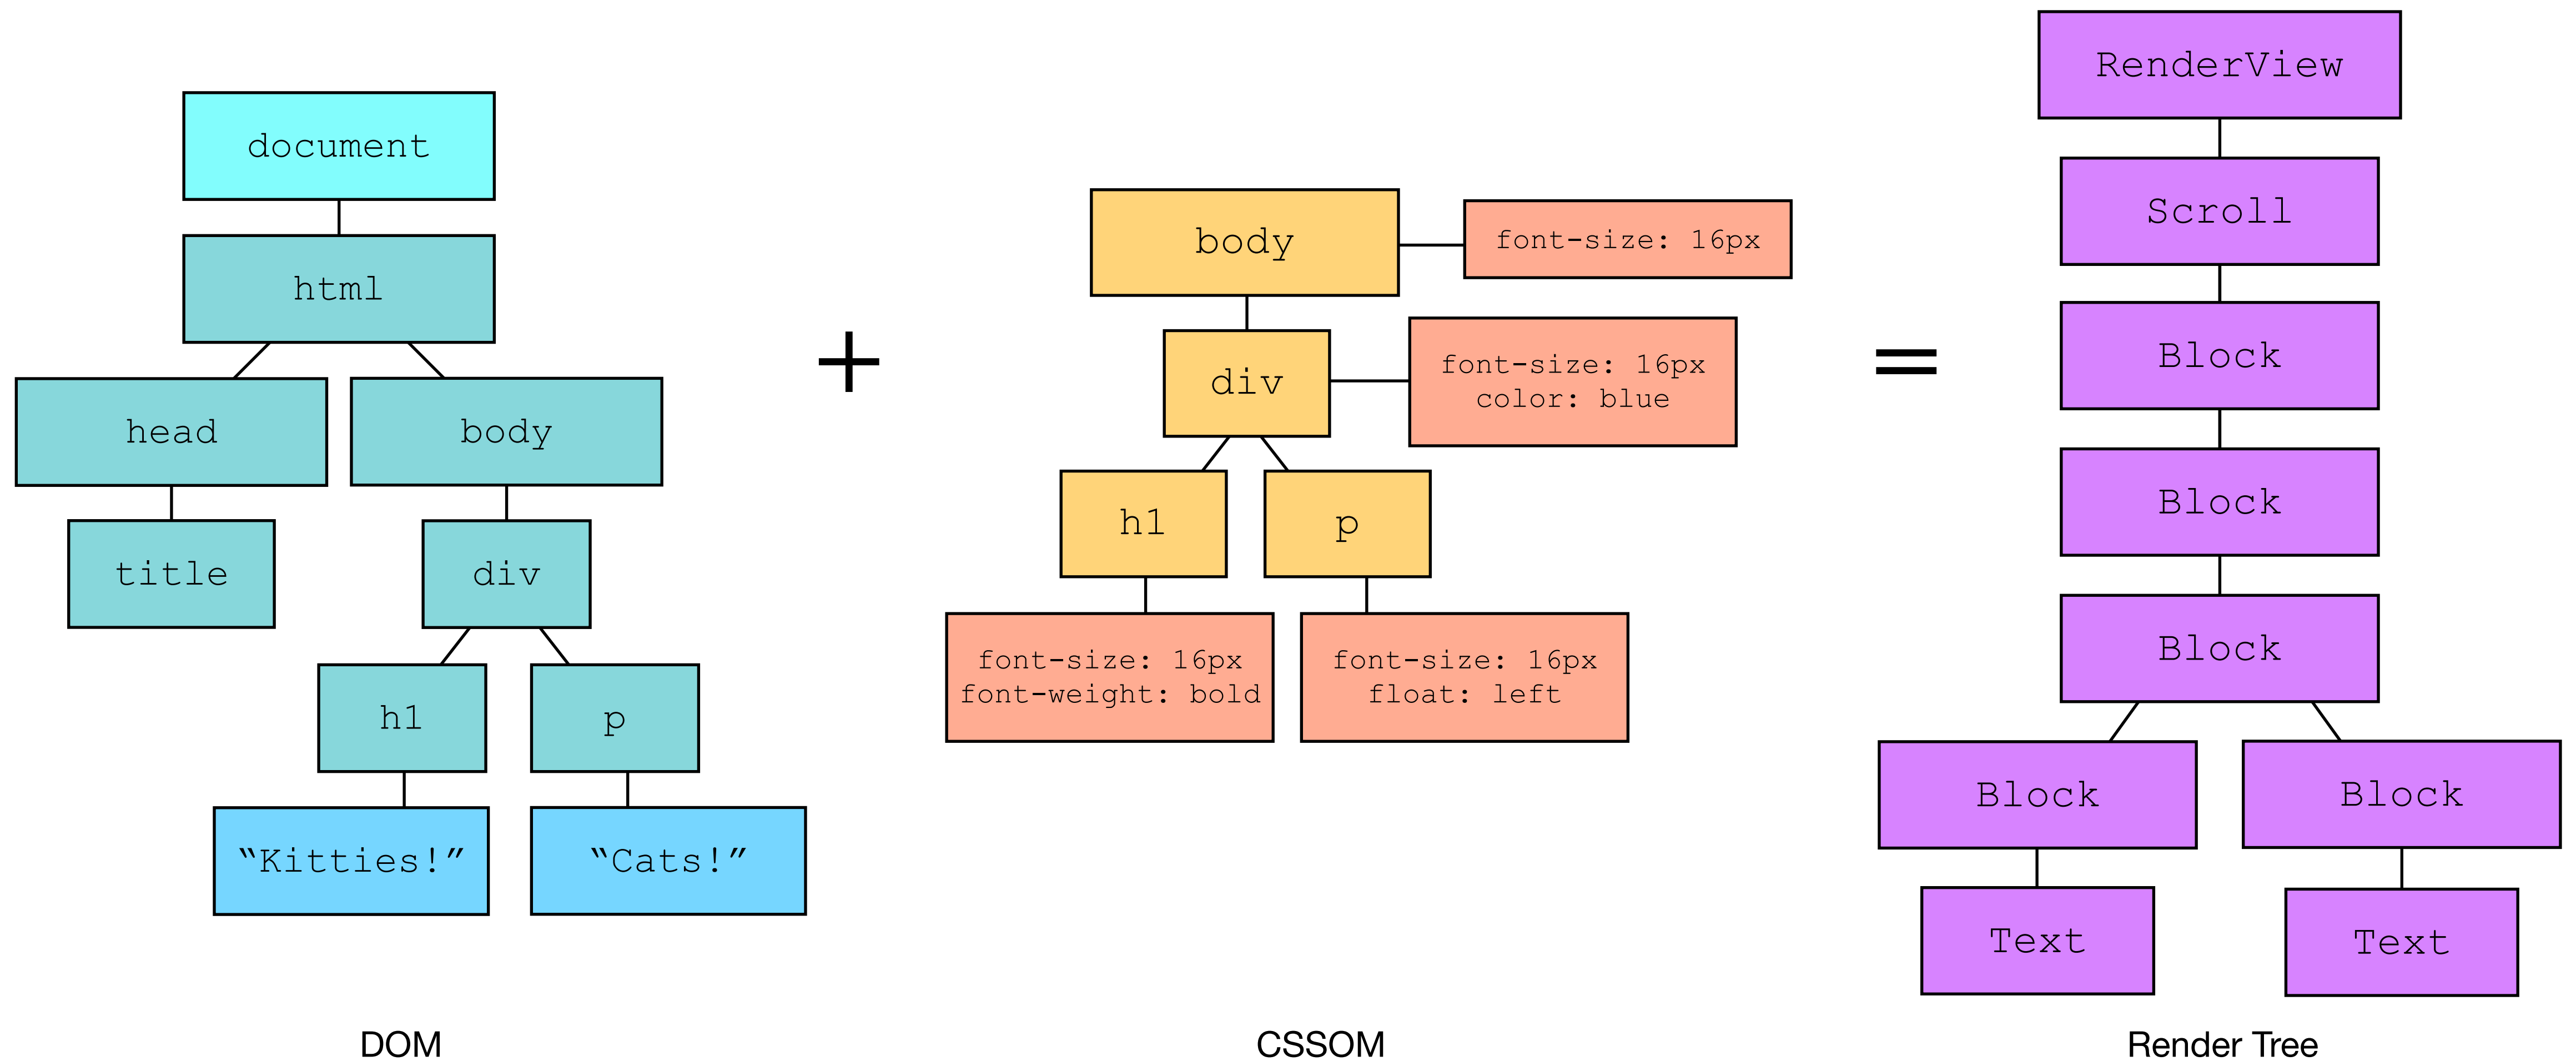 document
html
head
body
title
div
h1
p
“Kitties!”
“Cats!”
DOM
+
body
font-size: 16px
div
font-size: 16px
color: blue
h1
p
font-size: 16px
font-weight: bold
font-size: 16px
float: left
CSSOM
=
RenderView
Scroll
Block
Block
Block
Block
Block
Text
Text
Render Tree